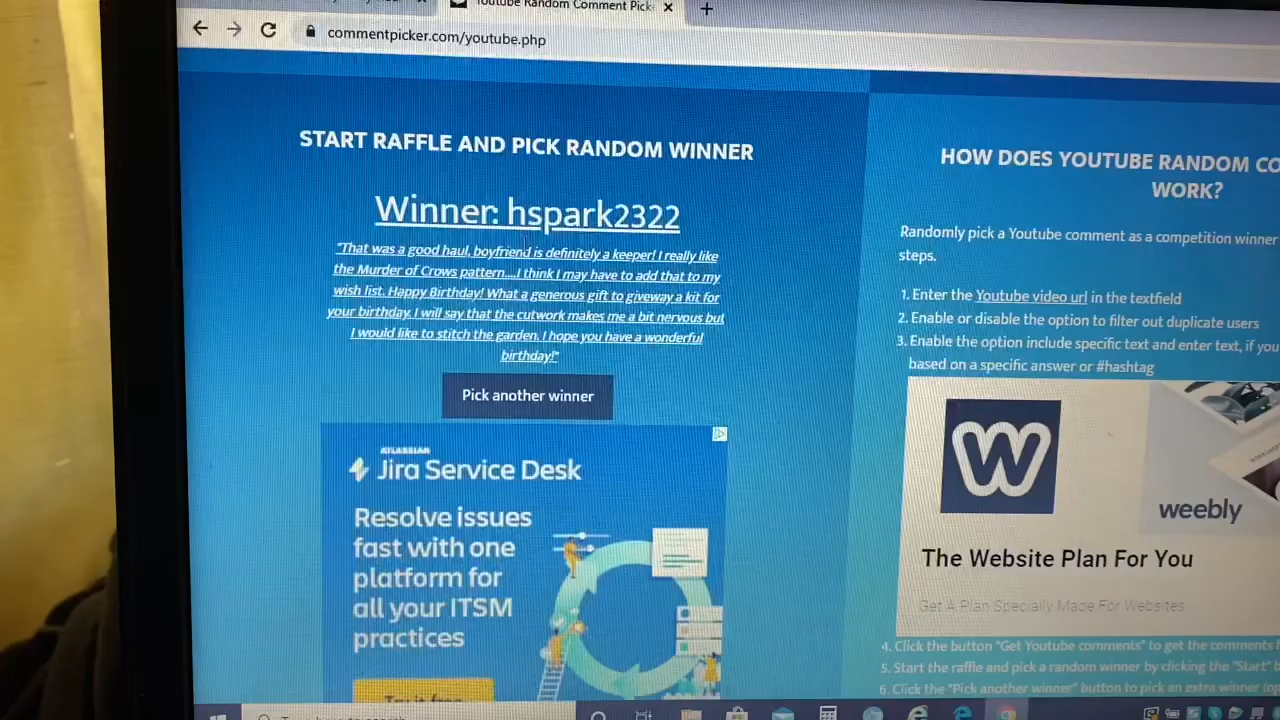 Youtube Random Comment Pick
commentpicker.com/youtube.php
START RAFFLE AND PICK RANDOM WINNER
Winner: hspark2322
"That was a good haul, boyfriend is definitely a keeper! I really like
the Murder of Crows pattern....I think I may have to add that to my
wish list. Happy Birthday! What a generous gift to giveway a kit for
your birthday. I will say that the cutwork makes me a bit nervous but
I would like to stitch the garden. I hope you have a wonderful
birthday!"
Pick another winner
ATLASSIAN
Jira Service Desk
Resolve issues
fast with one
platform for
all your ITSM
practices
Try it free
HOW DOES YOUTUBE RANDOM CO
WORK?
Randomly pick a Youtube comment as a competition winner
steps.
1. Enter the Youtube video url in the textfield
2. Enable or disable the option to filter out duplicate users
3. Enable the option include specific text and enter text, if you
based on a specific answer or #hashtag
W
weebly
The Website Plan For You
Get A Plan Specially Made For Websites
4. Click the button "Get Youtube comments" to get the comments
5. Start the raffle and pick a random winner by clicking the "Start" b
6. Click the "Pick another winner" button to pick an extra winner